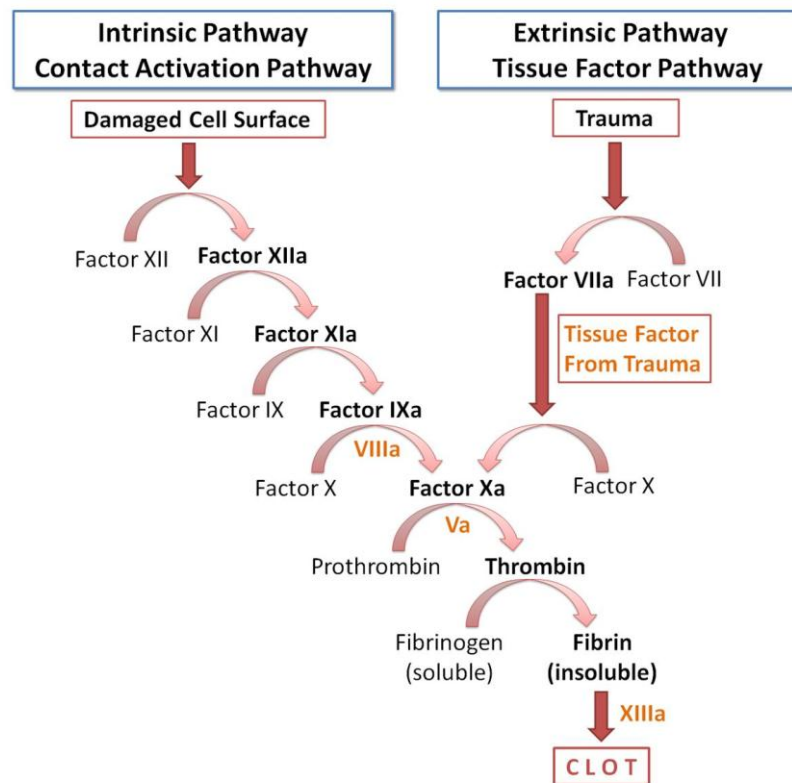 Intrinsic Pathway
Contact Activation Pathway
Extrinsic Pathway
Tissue Factor Pathway
Damaged Cell Surface
Trauma
Factor XII
Factor XIIa
Factor VIIa
Factor VII
Factor XI
Factor XIa
Tissue Factor
From Trauma
Factor IX
Factor IXa
VIIIa
Factor X
Factor Xa
Factor X
Va
Prothrombin
Thrombin
Fibrinogen
(soluble)
Fibrin
(insoluble)
XIIIa
C L O T